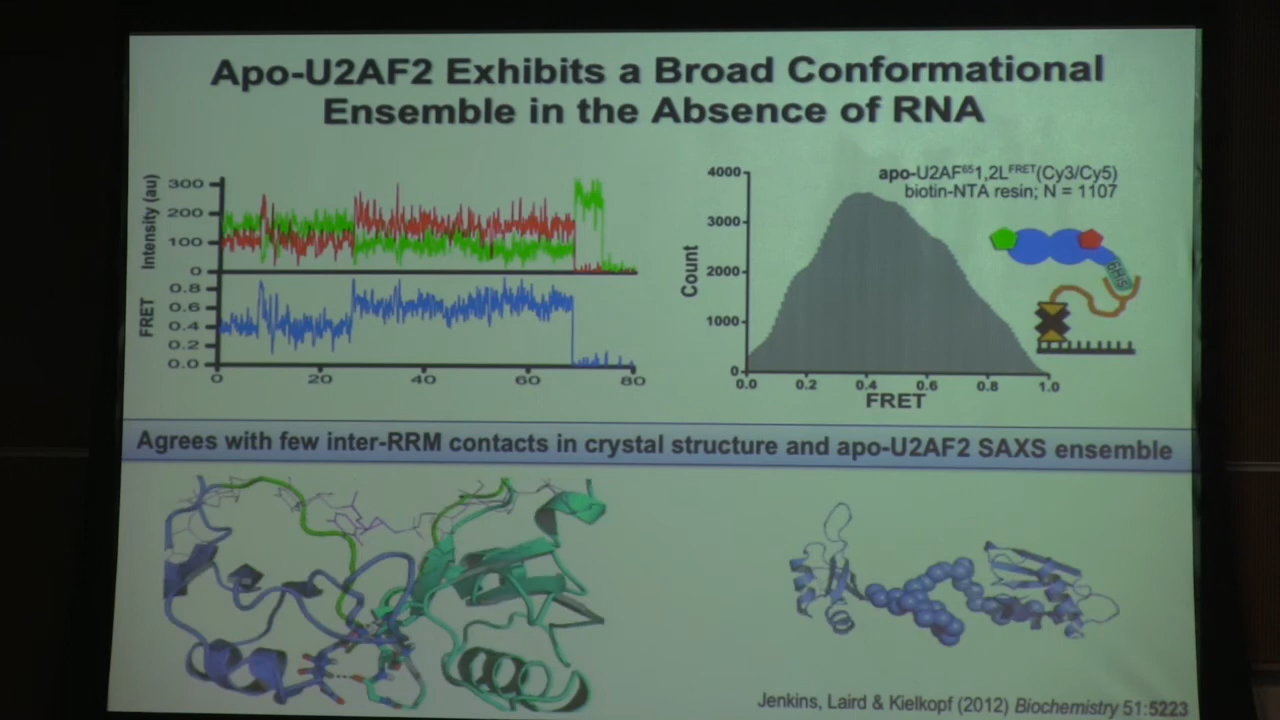 Apo-U2AF2 Exhibits a Broad Conformational
Ensemble in the Absence of RNA
Intensity (au)
300
200
100
0
FRET
0.8
0.6
0.4
0.2
0.0
0
20
40
60
80
Count
4000
3000
2000
1000
0
0.0
0.2
0.4
0.6
0.8
1.0
FRET
apo-U2AF⁶⁵1,2Lᶠᴿᴱᵀ(Cy3/Cy5)
biotin-NTA resin; N = 1107
6His
Agrees with few inter-RRM contacts in crystal structure and apo-U2AF2 SAXS ensemble
Jenkins, Laird & Kielkopf (2012) Biochemistry 51:5223